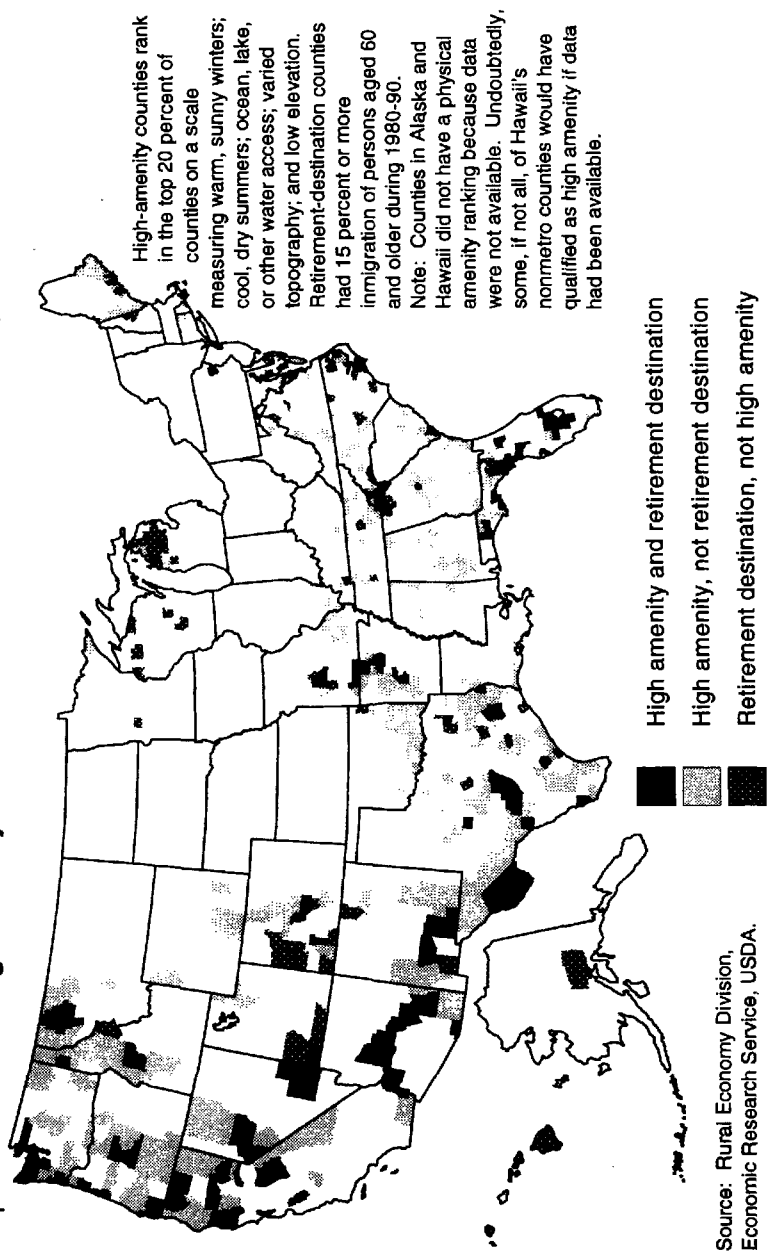 High-amenity counties rank
in the top 20 percent of
counties on a scale
measuring warm, sunny winters;
cool, dry summers; ocean, lake,
or other water access; varied
topography; and low elevation.
Retirement-destination counties
had 15 percent or more
inmigration of persons aged 60
and older during 1980-90.
Note: Counties in Alaska and
Hawaii did not have a physical
amenity ranking because data
were not available. Undoubtedly,
some, if not all, of Hawaii's
nonmetro counties would have
qualified as high amenity if data
had been available.
High amenity and retirement destination
High amenity, not retirement destination
Retirement destination, not high amenity
Source: Rural Economy Division,
Economic Research Service, USDA.